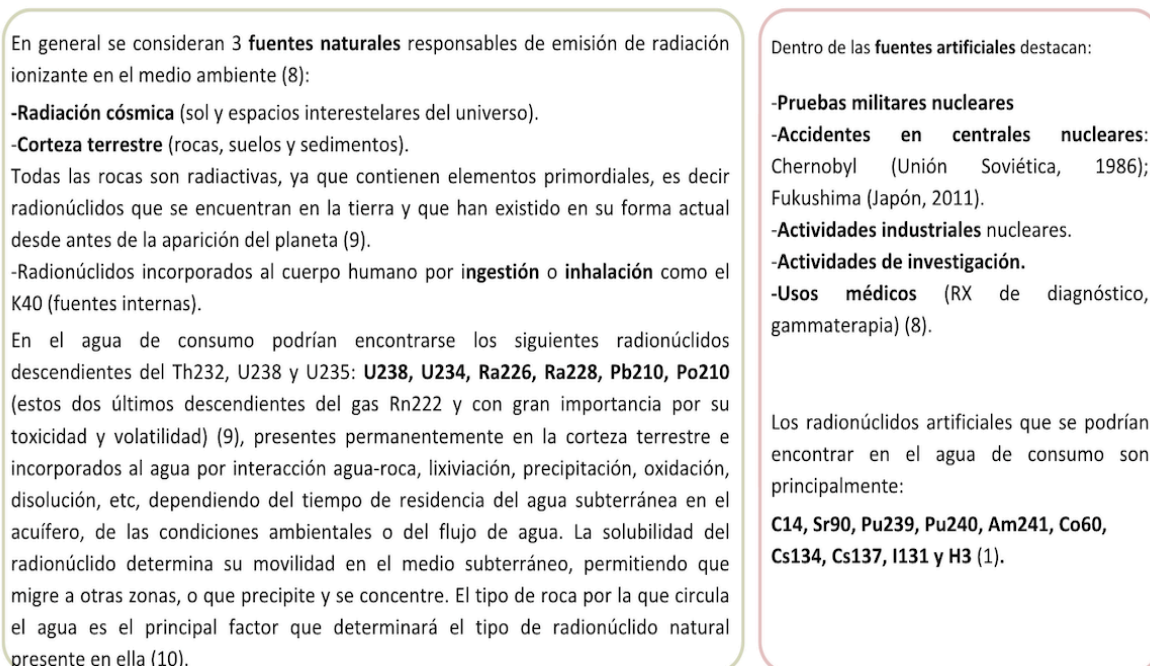 En general se consideran 3 fuentes naturales responsables de emisión de radiación
ionizante en el medio ambiente (8):
-Radiación cósmica (sol y espacios interestelares del universo).
-Corteza terrestre (rocas, suelos y sedimentos).
Todas las rocas son radiactivas, ya que contienen elementos primordiales, es decir
radionúclidos que se encuentran en la tierra y que han existido en su forma actual
desde antes de la aparición del planeta (9).
-Radionúclidos incorporados al cuerpo humano por ingestión o inhalación como el
K40 (fuentes internas).
En el agua de consumo podrían encontrarse los siguientes radionúclidos
descendientes del Th232, U238 y U235: U238, U234, Ra226, Ra228, Pb210, Po210
(estos dos últimos descendientes del gas Rn222 y con gran importancia por su
toxicidad y volatilidad) (9), presentes permanentemente en la corteza terrestre e
incorporados al agua por interacción agua-roca, lixiviación, precipitación, oxidación,
disolución, etc, dependiendo del tiempo de residencia del agua subterránea en el
acuífero, de las condiciones ambientales o del flujo de agua. La solubilidad del
radionúclido determina su movilidad en el medio subterráneo, permitiendo que
migre a otras zonas, o que precipite y se concentre. El tipo de roca por la que circula
el agua es el principal factor que determinará el tipo de radionúclido natural
presente en ella (10).
Dentro de las fuentes artificiales destacan:
-Pruebas militares nucleares
-Accidentes en centrales nucleares:
Chernobyl (Unión Soviética, 1986);
Fukushima (Japón, 2011).
-Actividades industriales nucleares.
-Actividades de investigación.
-Usos médicos (RX de diagnóstico,
gammaterapia) (8).
Los radionúclidos artificiales que se podrían
encontrar en el agua de consumo son
principalmente:
C14, Sr90, Pu239, Pu240, Am241, Co60,
Cs134, Cs137, I131 y H3 (1).